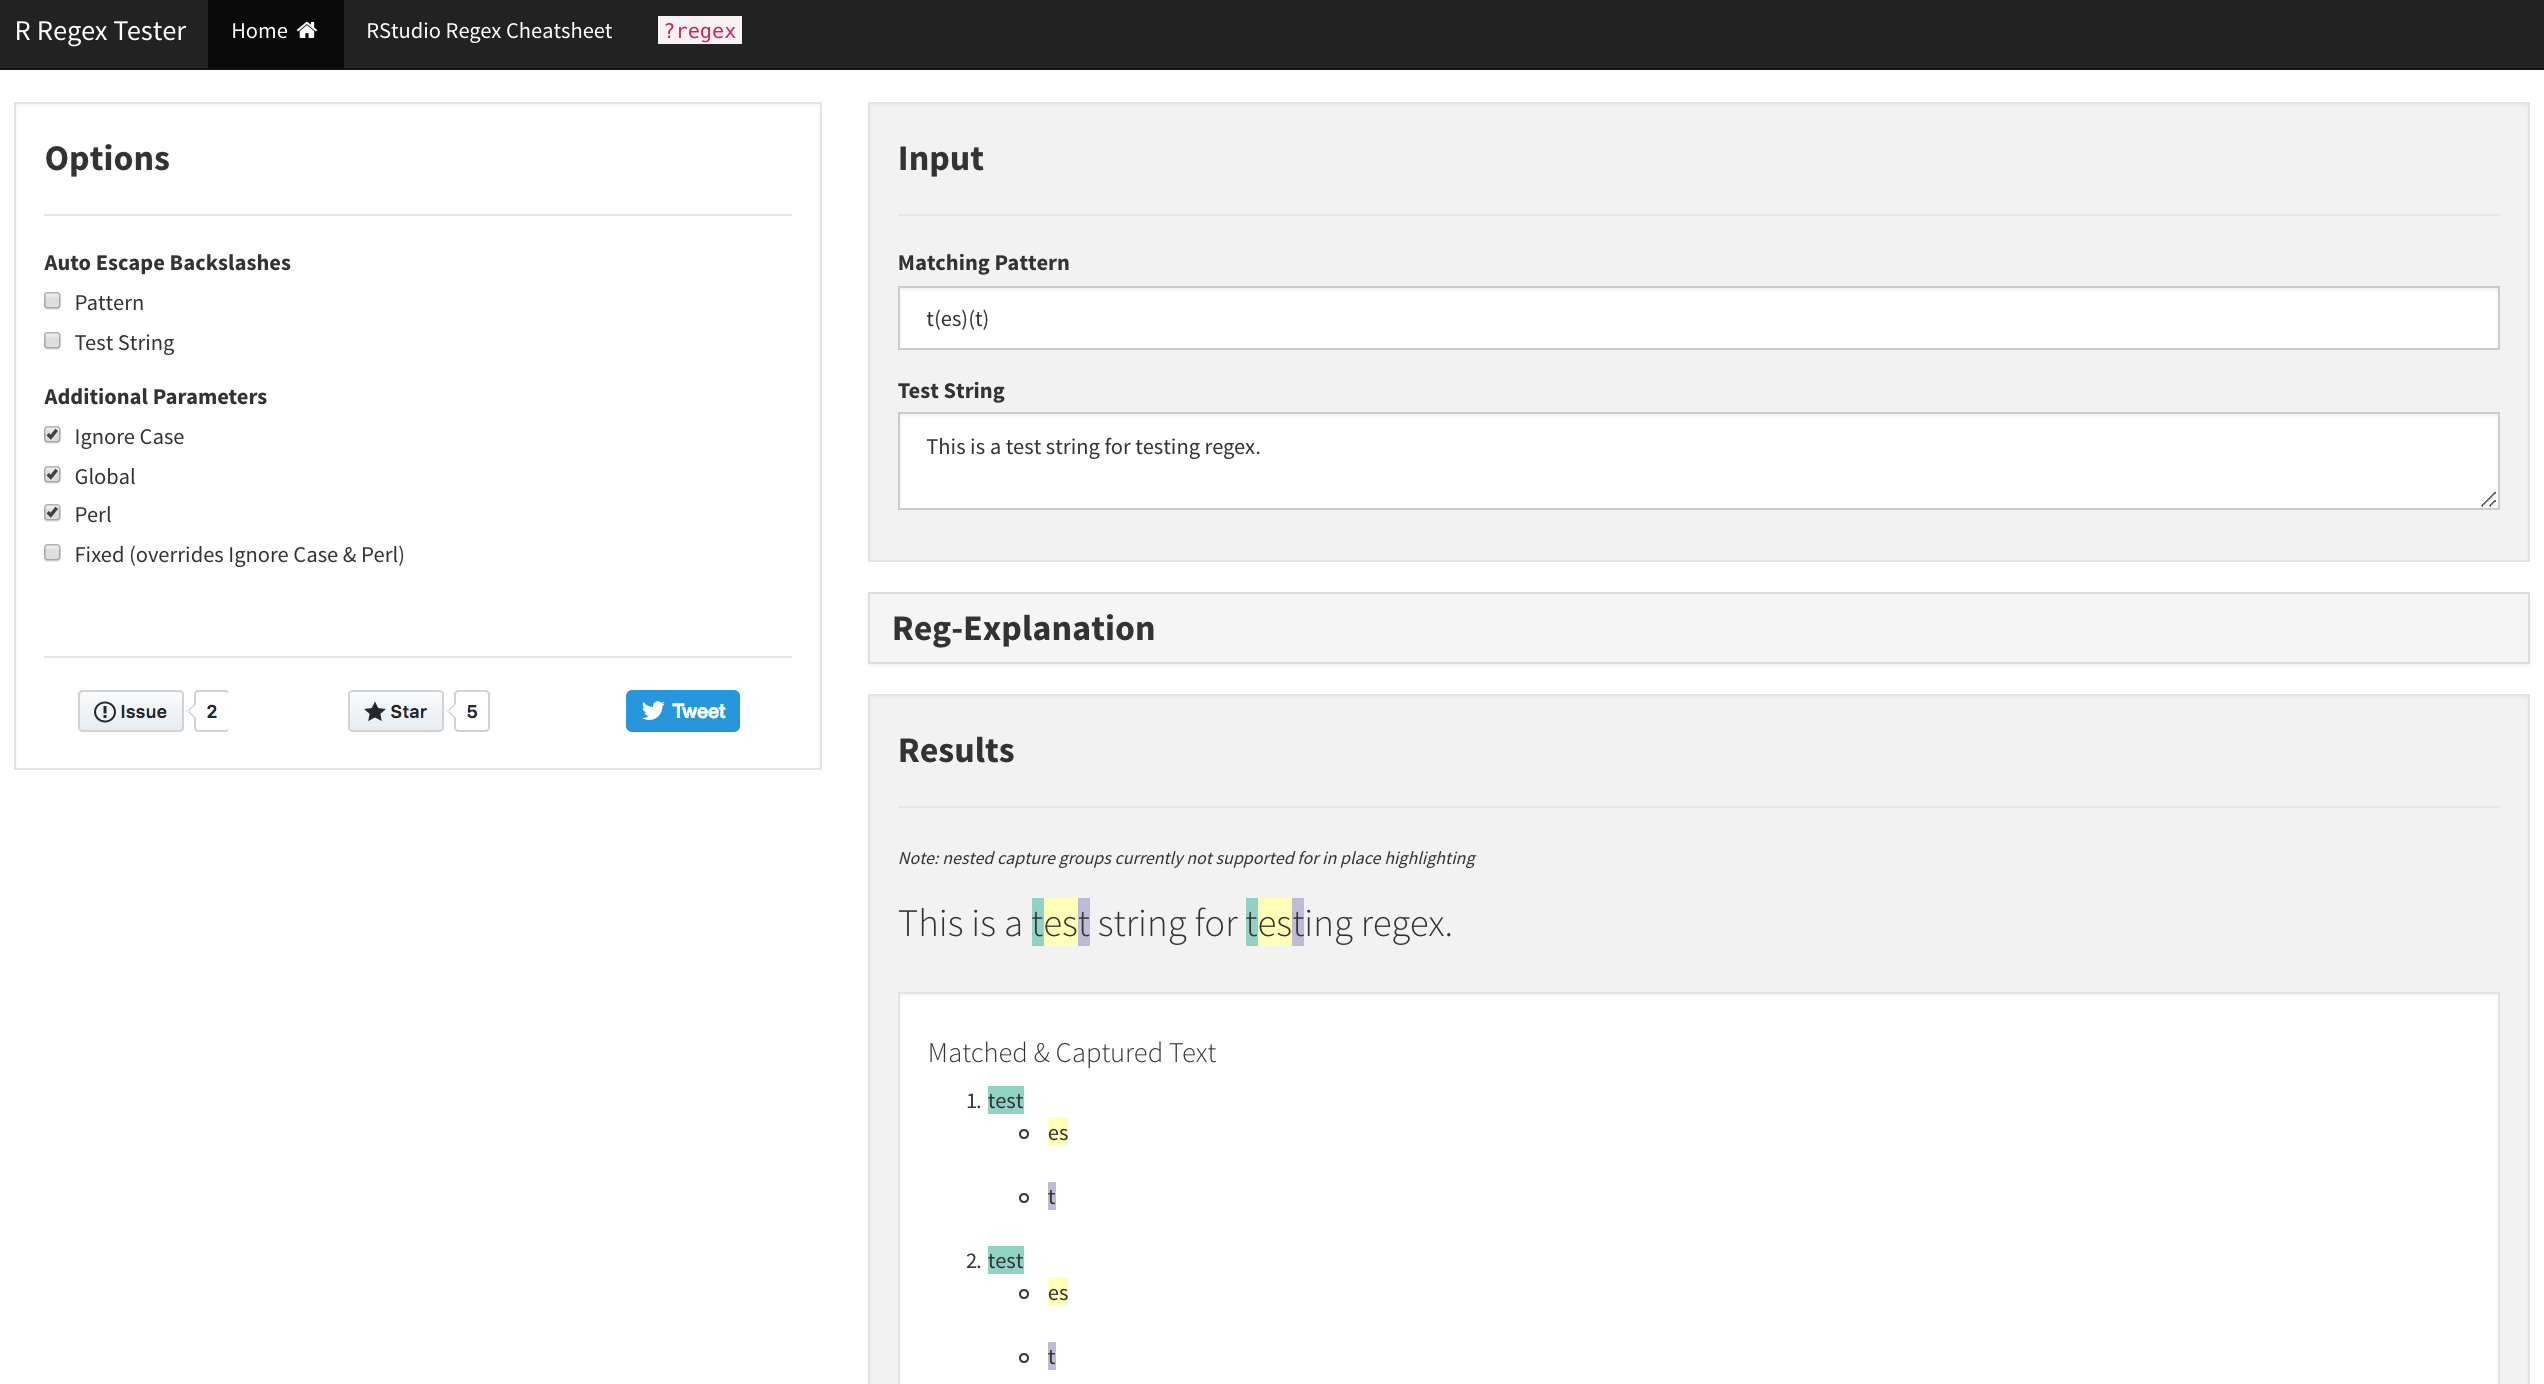 R Regex Tester
Home
RStudio Regex Cheatsheet
?regex
Options
Auto Escape Backslashes
Pattern
Test String
Additional Parameters
Ignore Case
Global
Perl
Fixed (overrides Ignore Case & Perl)
Issue 2
Star 5
Tweet
Input
Matching Pattern
t(es)(t)
Test String
This is a test string for testing regex.
Reg-Explanation
Results
Note: nested capture groups currently not supported for in place highlighting
This is a test string for testing regex.
Matched & Captured Text
1. test
es
t
2. test
es
t